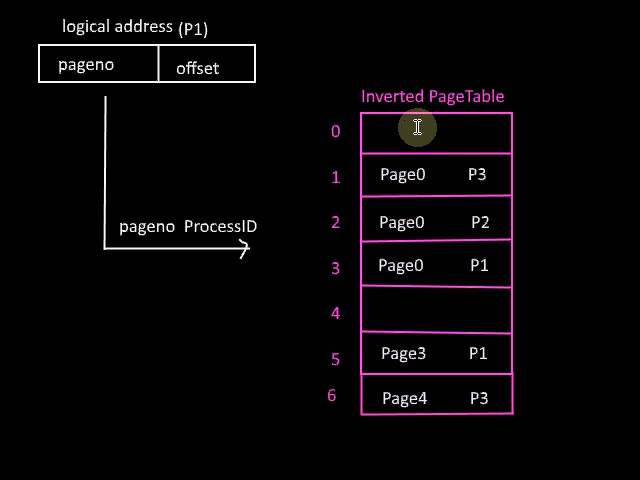 logical address (P1)
pageno offset
Inverted PageTable
0
1 Page0 P3
pageno ProcessID
2 Page0 P2
3 Page0 P1
4
5 Page3 P1
6 Page4 P3